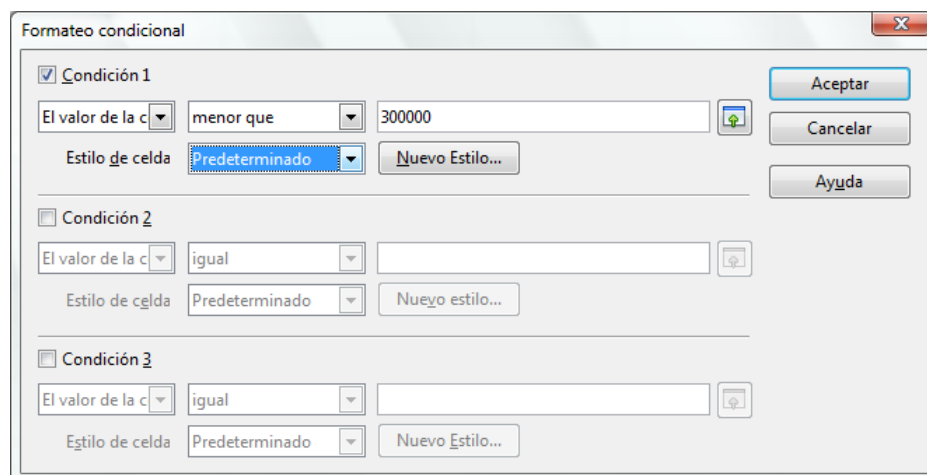 Formateo condicional
Condición 1
Aceptar
El valor de la c menor que 300000
Cancelar
Estilo de celda Predeterminado Nuevo Estilo...
Ayuda
Condición 2
El valor de la c igual
Estilo de celda Predeterminado Nuevo estilo...
Condición 3
El valor de la c igual
Estilo de celda Predeterminado Nuevo Estilo...